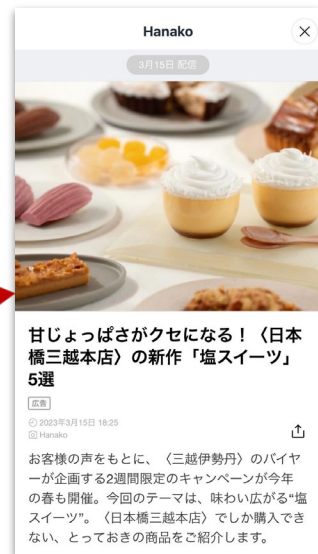 Hanako
3月15日 配信
甘じょっぱさがクセになる！〈日本
橋三越本店〉の新作「塩スイーツ」
5選
広告
2023年3月15日 18:25
Hanako
お客様の声をもとに、〈三越伊勢丹〉のバイヤ
ーが企画する2週間限定のキャンペーンが今年
の春も開催。今回のテーマは、味わい広がる“塩
スイーツ”。〈日本橋三越本店〉でしか購入でき
ない、とっておきの商品をご紹介します。